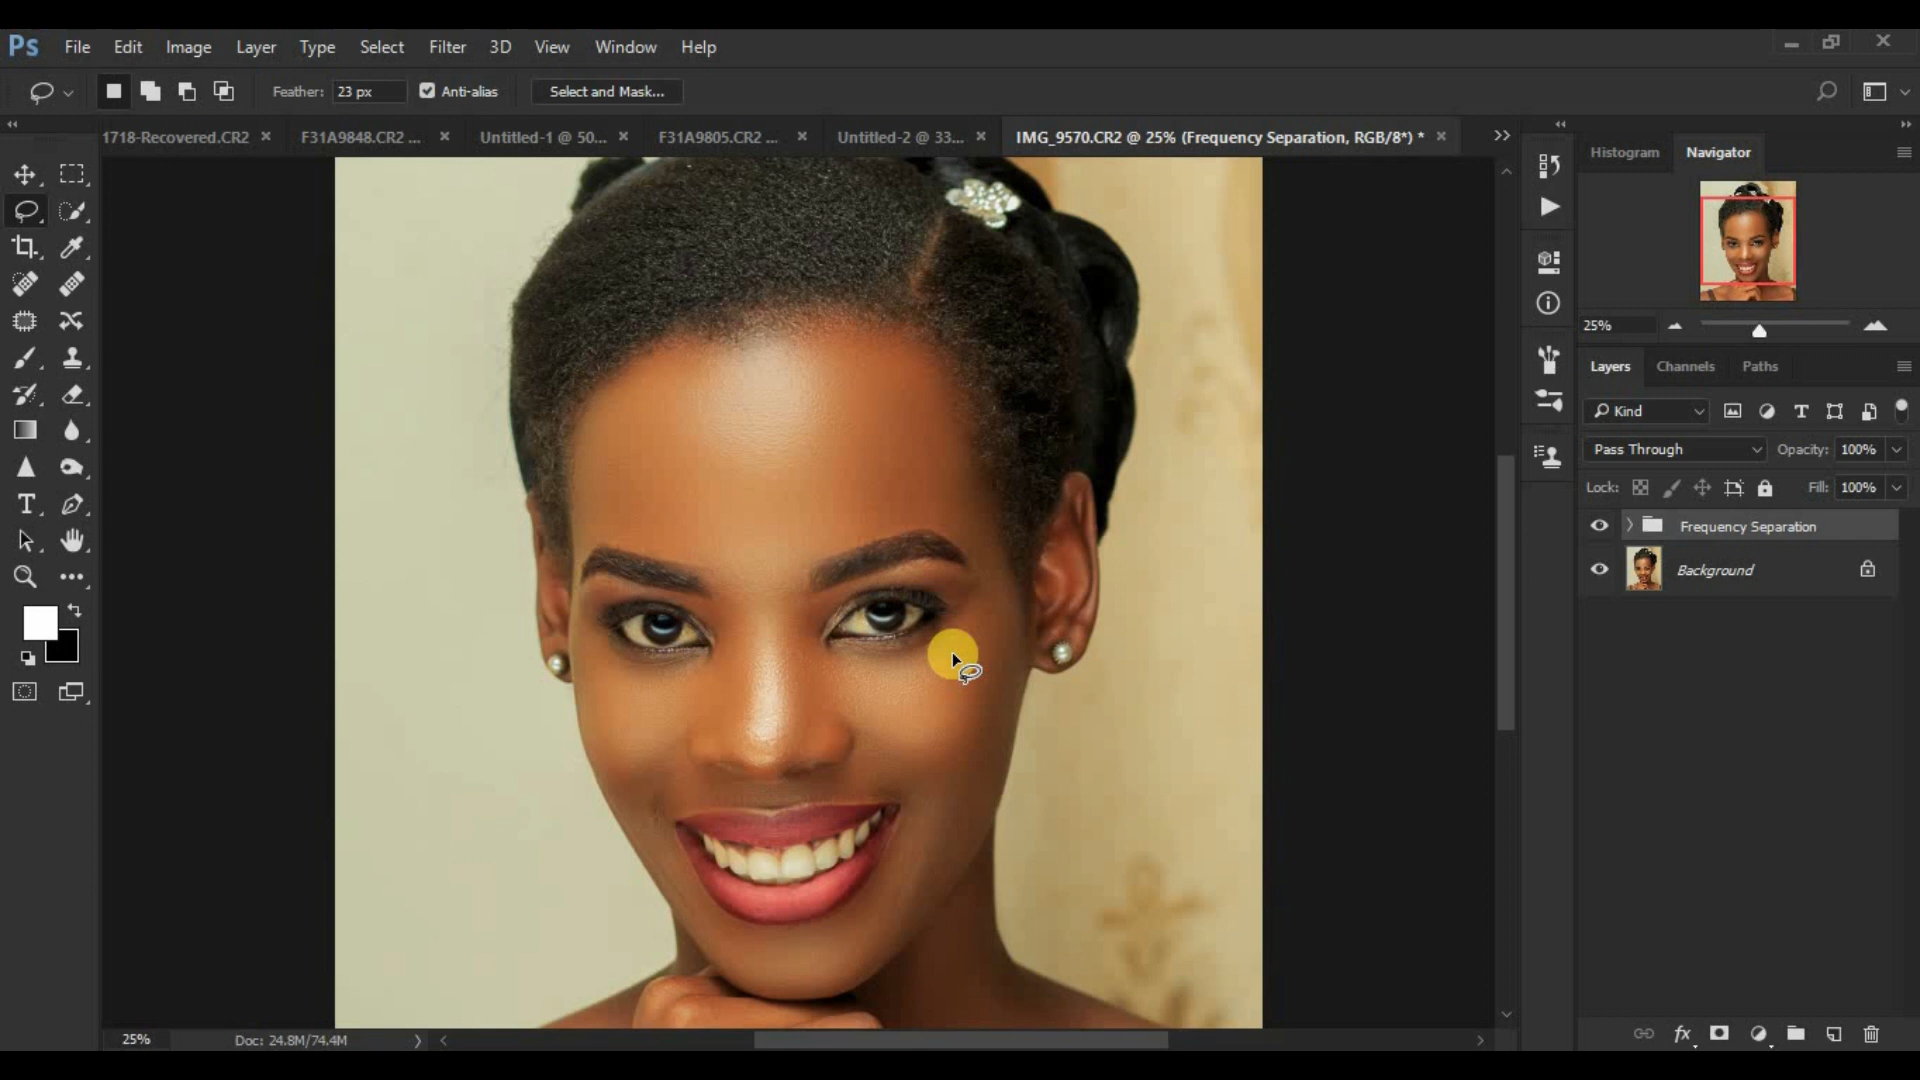 Ps File Edit Image Layer Type Select Filter 3D View Window Help
Feather: 23 px Anti-alias Select and Mask...
1718-Recovered.CR2 × F31A9848.CR2 ... × Untitled-1 @ 50... × F31A9805.CR2 ... × Untitled-2 @ 33... × IMG_9570.CR2 @ 25% (Frequency Separation, RGB/8*) * ×
Histogram Navigator
25%
Layers Channels Paths
Kind
Pass Through Opacity: 100%
Lock: Fill: 100%
Frequency Separation
Background
25% Doc: 24.8M/74.4M